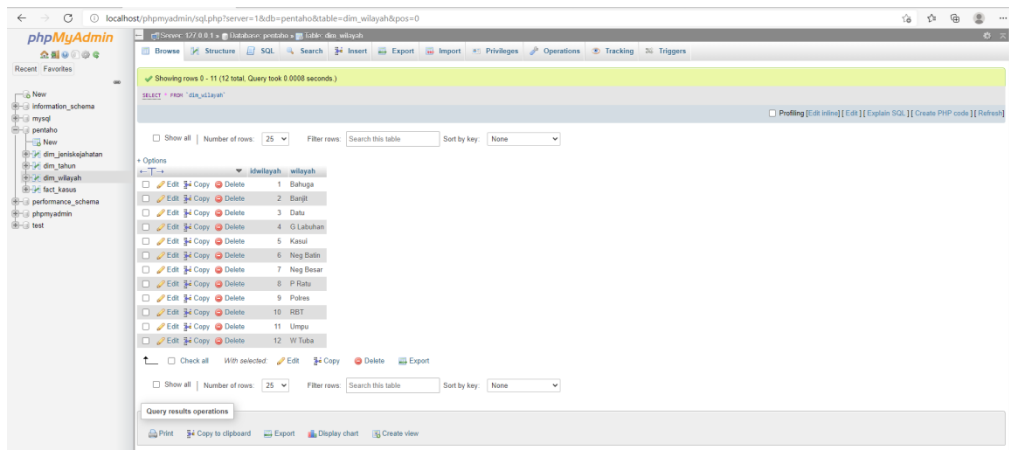 localhost/phpmyadmin/sql.php?server=1&db=pentaho&table=dim_wilayah&pos=0
phpMyAdmin
Recent Favorites
New
information_schema
mysql
pentaho
New
dim_jeniskejahatan
dim_tahun
dim_wilayah
fact_kasus
performance_schema
phpmyadmin
test
Server: 127.0.0.1 » Database: pentaho » Table: dim_wilayah
Browse Structure SQL Search Insert Export Import Privileges Operations Tracking Triggers
Showing rows 0 - 11 (12 total, Query took 0.0008 seconds.)
SELECT * FROM `dim_wilayah`
Profiling [Edit inline] [ Edit ] [ Explain SQL ] [ Create PHP code ] [ Refresh]
Show all | Number of rows: 25 Filter rows: Search this table Sort by key: None
+ Options
←T→ idwilayah wilayah
Edit Copy Delete 1 Bahuga
Edit Copy Delete 2 Banjit
Edit Copy Delete 3 Datu
Edit Copy Delete 4 G Labuhan
Edit Copy Delete 5 Kasui
Edit Copy Delete 6 Neg Batin
Edit Copy Delete 7 Neg Besar
Edit Copy Delete 8 P Ratu
Edit Copy Delete 9 Polres
Edit Copy Delete 10 RBT
Edit Copy Delete 11 Umpu
Edit Copy Delete 12 W Tuba
Check all With selected: Edit Copy Delete Export
Show all | Number of rows: 25 Filter rows: Search this table Sort by key: None
Query results operations
Print Copy to clipboard Export Display chart Create view